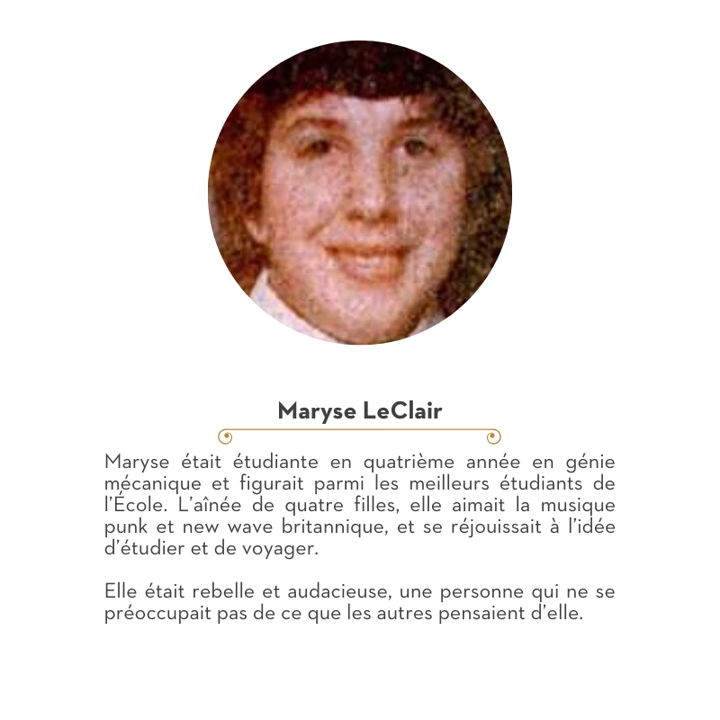 Maryse LeClair
Maryse était étudiante en quatrième année en génie
mécanique et figurait parmi les meilleurs étudiants de
l'École. L'aînée de quatre filles, elle aimait la musique
punk et new wave britannique, et se réjouissait à l'idée
d'étudier et de voyager.
Elle était rebelle et audacieuse, une personne qui ne se
préoccupait pas de ce que les autres pensaient d'elle.